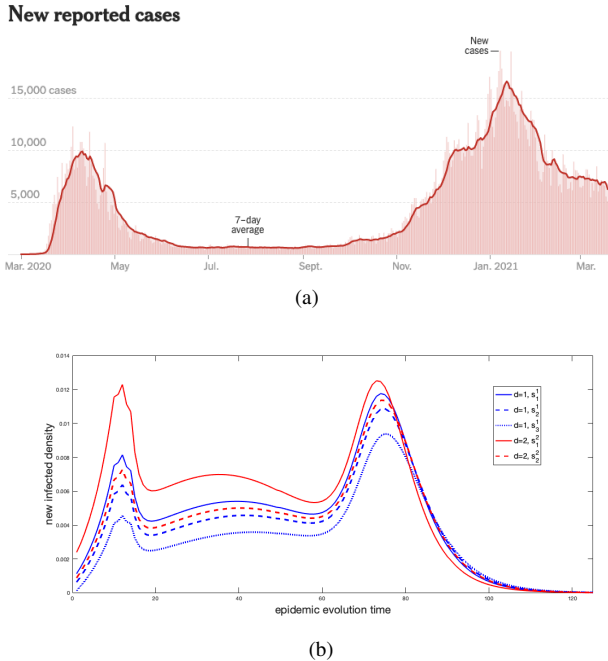 New reported cases
New
cases
15,000 cases
10,000
5,000
7-day
average
Mar. 2020 May Jul. Sept. Nov. Jan. 2021 Mar.
(a)
0.014
0.012
0.01
0.008
0.006
0.004
0.002
0
new infected density
d=1, s₁¹
d=1, s₂¹
d=1, s₃¹
d=2, s₁²
d=2, s₂²
0 20 40 60 80 100 120
epidemic evolution time
(b)